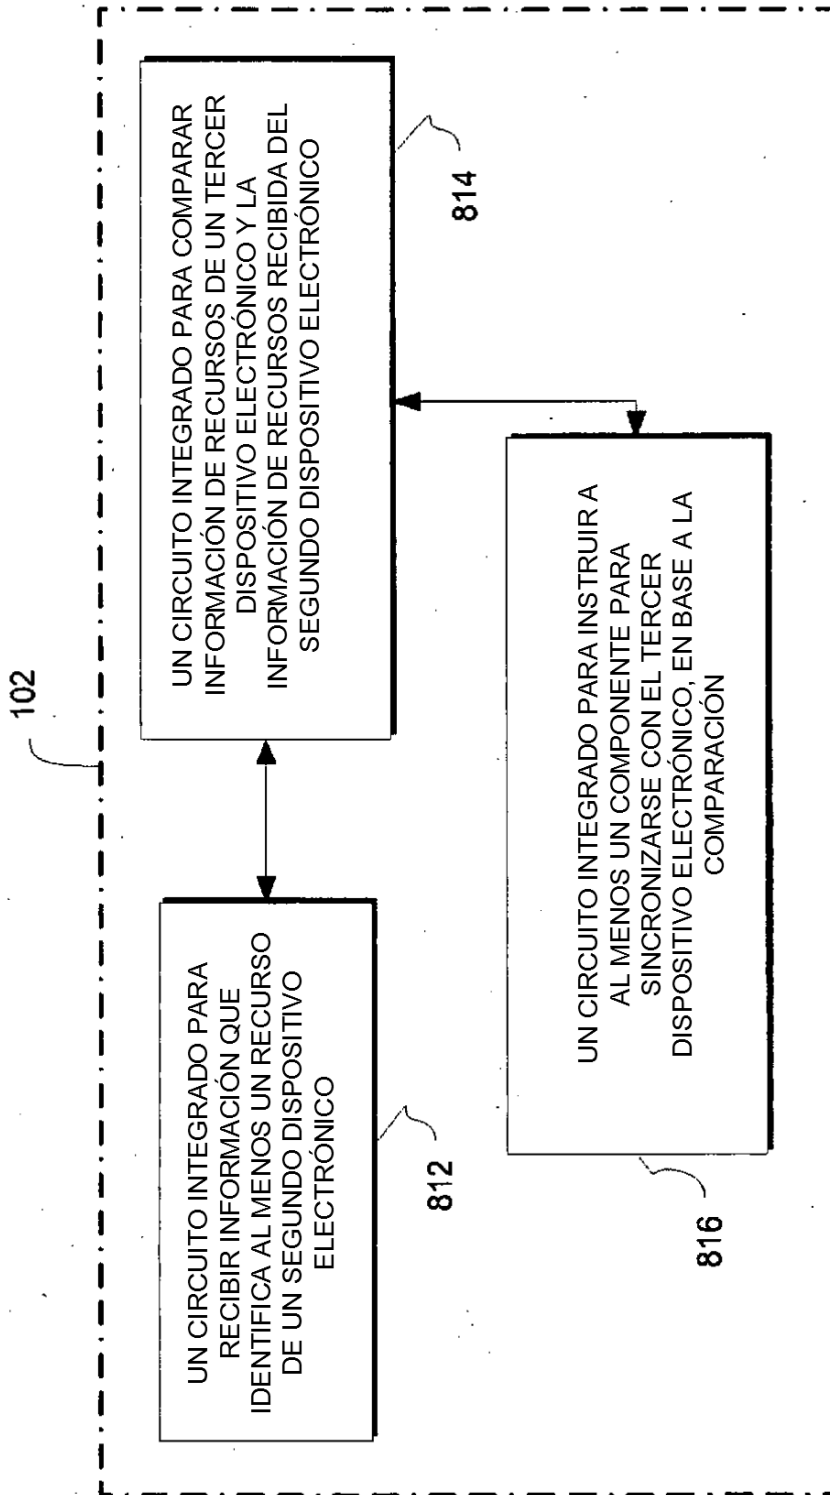 102
UN CIRCUITO INTEGRADO PARA
RECIBIR INFORMACIÓN QUE
IDENTIFICA AL MENOS UN RECURSO
DE UN SEGUNDO DISPOSITIVO
ELECTRÓNICO
812
UN CIRCUITO INTEGRADO PARA COMPARAR
INFORMACIÓN DE RECURSOS DE UN TERCER
DISPOSITIVO ELECTRÓNICO Y LA
INFORMACIÓN DE RECURSOS RECIBIDA DEL
SEGUNDO DISPOSITIVO ELECTRÓNICO
814
UN CIRCUITO INTEGRADO PARA INSTRUIR A
AL MENOS UN COMPONENTE PARA
SINCRONIZARSE CON EL TERCER
DISPOSITIVO ELECTRÓNICO, EN BASE A LA
COMPARACIÓN
816